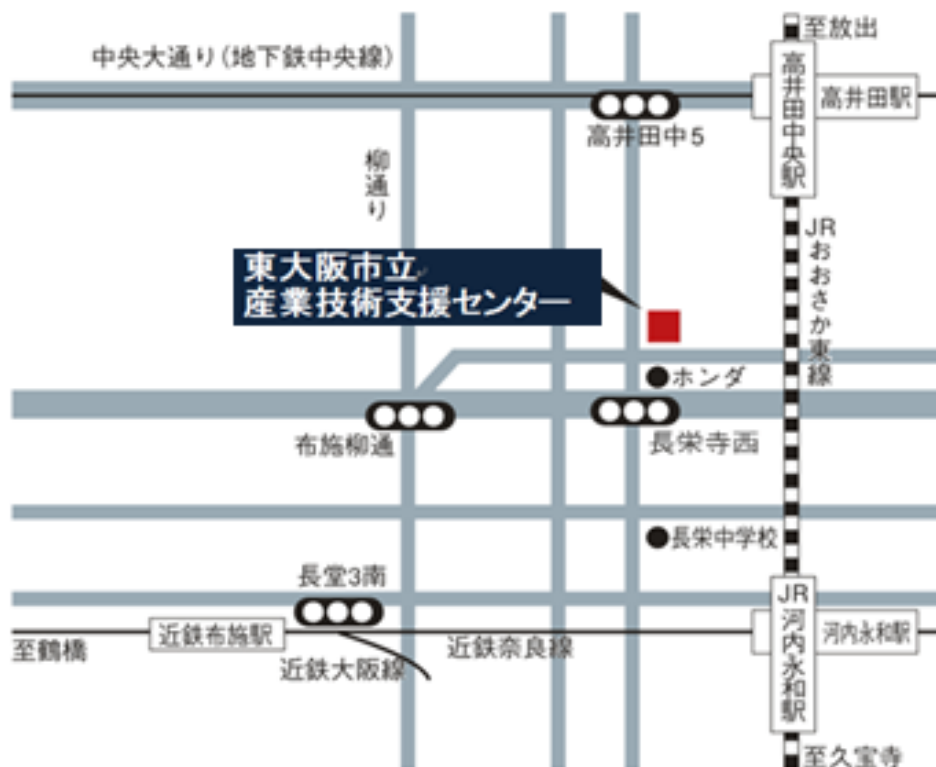 至放出
中央大通り(地下鉄中央線)
高井田中央駅
高井田駅
高井田中5
柳通り
JRおおさか東線
東大阪市立
産業技術支援センター
ホンダ
布施柳通
長栄寺西
長栄中学校
長堂3南
JR河内永和駅
近鉄布施駅
近鉄奈良線
河内永和駅
至鶴橋
近鉄大阪線
至久宝寺